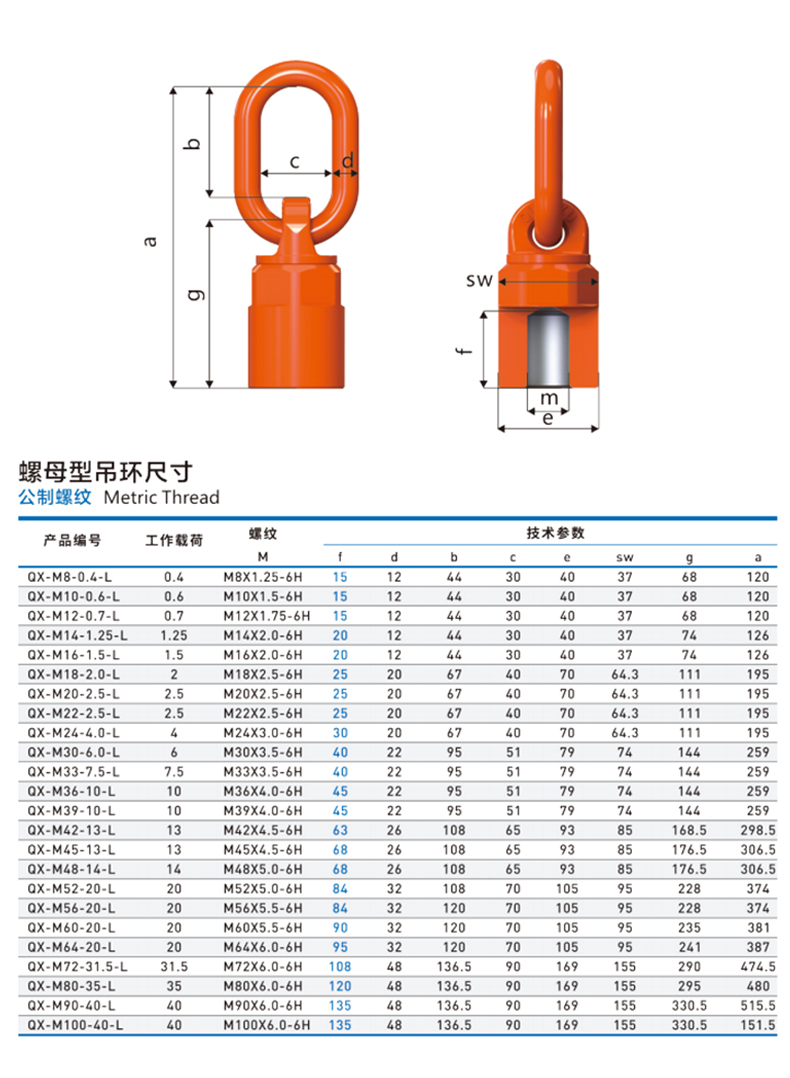 b
c
d
a
g
sw
f
m
e
螺母型吊环尺寸
公制螺纹 Metric Thread
产品编号 工作载荷 螺纹 技术参数
M f d b c e sw g a
QX-M8-0.4-L 0.4 M8X1.25-6H 15 12 44 30 40 37 68 120
QX-M10-0.6-L 0.6 M10X1.5-6H 15 12 44 30 40 37 68 120
QX-M12-0.7-L 0.7 M12X1.75-6H 15 12 44 30 40 37 68 120
QX-M14-1.25-L 1.25 M14X2.0-6H 20 12 44 30 40 37 74 126
QX-M16-1.5-L 1.5 M16X2.0-6H 20 12 44 30 40 37 74 126
QX-M18-2.0-L 2 M18X2.5-6H 25 20 67 40 70 64.3 111 195
QX-M20-2.5-L 2.5 M20X2.5-6H 25 20 67 40 70 64.3 111 195
QX-M22-2.5-L 2.5 M22X2.5-6H 25 20 67 40 70 64.3 111 195
QX-M24-4.0-L 4 M24X3.0-6H 30 20 67 40 70 64.3 111 195
QX-M30-6.0-L 6 M30X3.5-6H 40 22 95 51 79 74 144 259
QX-M33-7.5-L 7.5 M33X3.5-6H 40 22 95 51 79 74 144 259
QX-M36-10-L 10 M36X4.0-6H 45 22 95 51 79 74 144 259
QX-M39-10-L 10 M39X4.0-6H 45 22 95 51 79 74 144 259
QX-M42-13-L 13 M42X4.5-6H 63 26 108 65 93 85 168.5 298.5
QX-M45-13-L 13 M45X4.5-6H 68 26 108 65 93 85 176.5 306.5
QX-M48-14-L 14 M48X5.0-6H 68 26 108 65 93 85 176.5 306.5
QX-M52-20-L 20 M52X5.0-6H 84 32 108 70 105 95 228 374
QX-M56-20-L 20 M56X5.5-6H 84 32 120 70 105 95 228 374
QX-M60-20-L 20 M60X5.5-6H 90 32 120 70 105 95 235 381
QX-M64-20-L 20 M64X6.0-6H 95 32 120 70 105 95 241 387
QX-M72-31.5-L 31.5 M72X6.0-6H 108 48 136.5 90 169 155 290 474.5
QX-M80-35-L 35 M80X6.0-6H 120 48 136.5 90 169 155 295 480
QX-M90-40-L 40 M90X6.0-6H 135 48 136.5 90 169 155 330.5 515.5
QX-M100-40-L 40 M100X6.0-6H 135 48 136.5 90 169 155 330.5 151.5